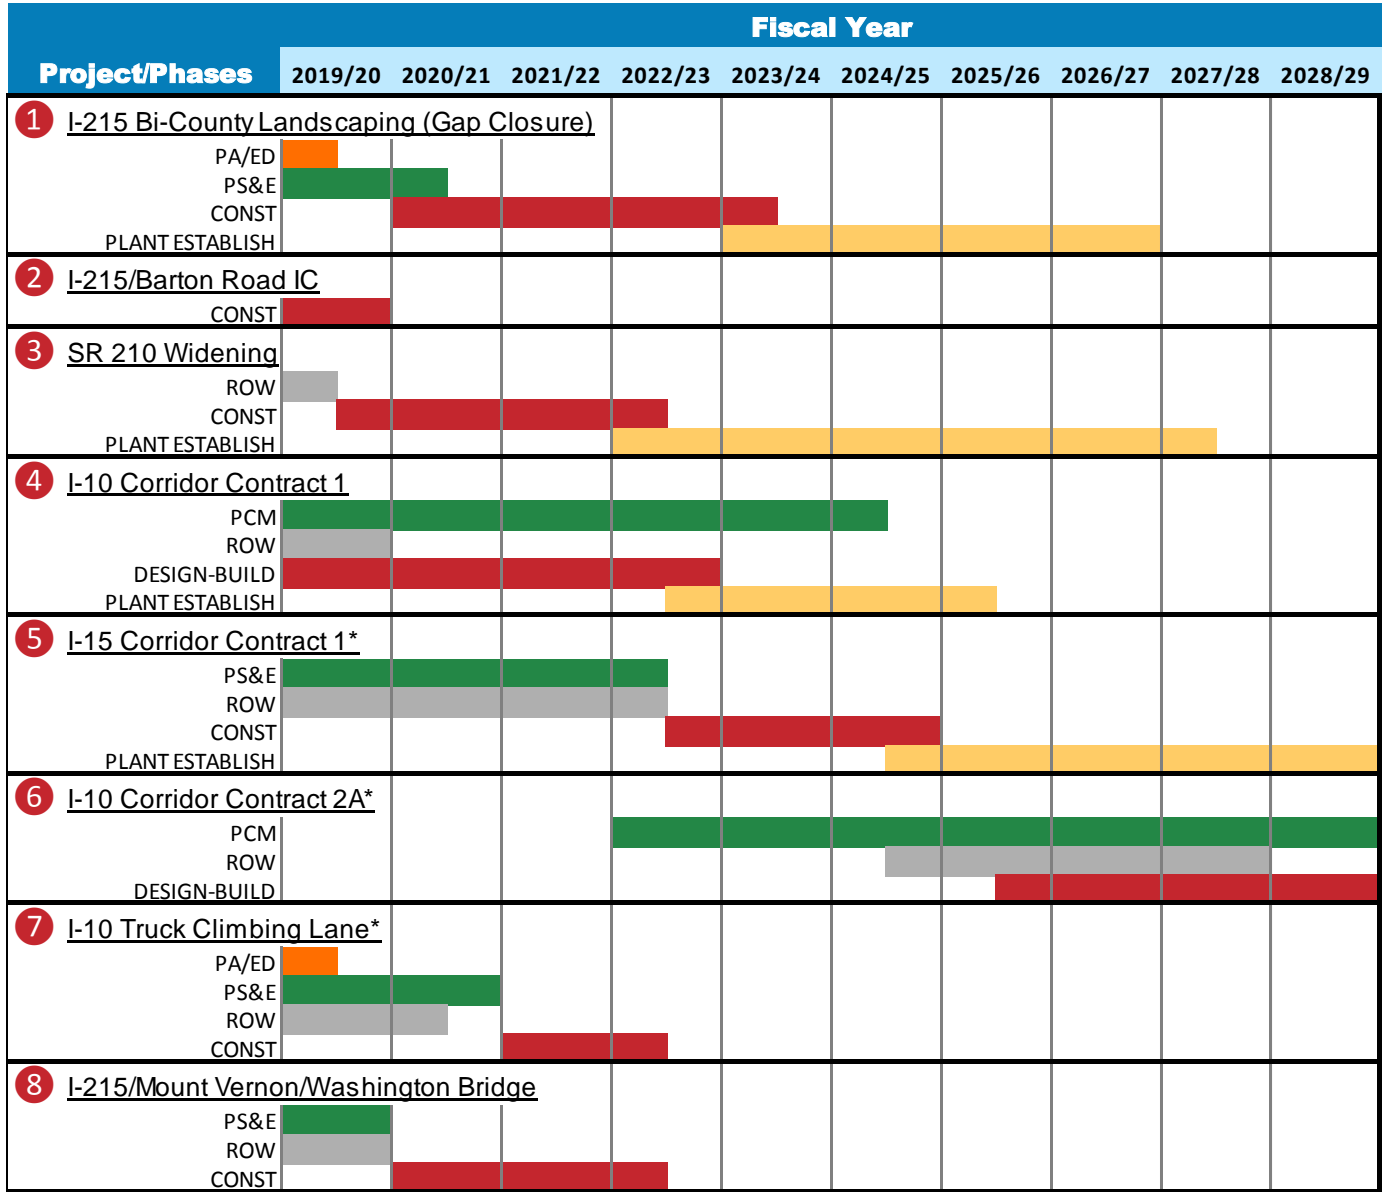 Fiscal Year
Project/Phases 2019/20 2020/21 2021/22 2022/23 2023/24 2024/25 2025/26 2026/27 2027/28 2028/29
1 I-215 Bi-County Landscaping (Gap Closure)
PA/ED
PS&E
CONST
PLANT ESTABLISH
2 I-215/Barton Road IC
CONST
3 SR 210 Widening
ROW
CONST
PLANT ESTABLISH
4 I-10 Corridor Contract 1
PCM
ROW
DESIGN-BUILD
PLANT ESTABLISH
5 I-15 Corridor Contract 1*
PS&E
ROW
CONST
PLANT ESTABLISH
6 I-10 Corridor Contract 2A*
PCM
ROW
DESIGN-BUILD
7 I-10 Truck Climbing Lane*
PA/ED
PS&E
ROW
CONST
8 I-215/Mount Vernon/Washington Bridge
PS&E
ROW
CONST